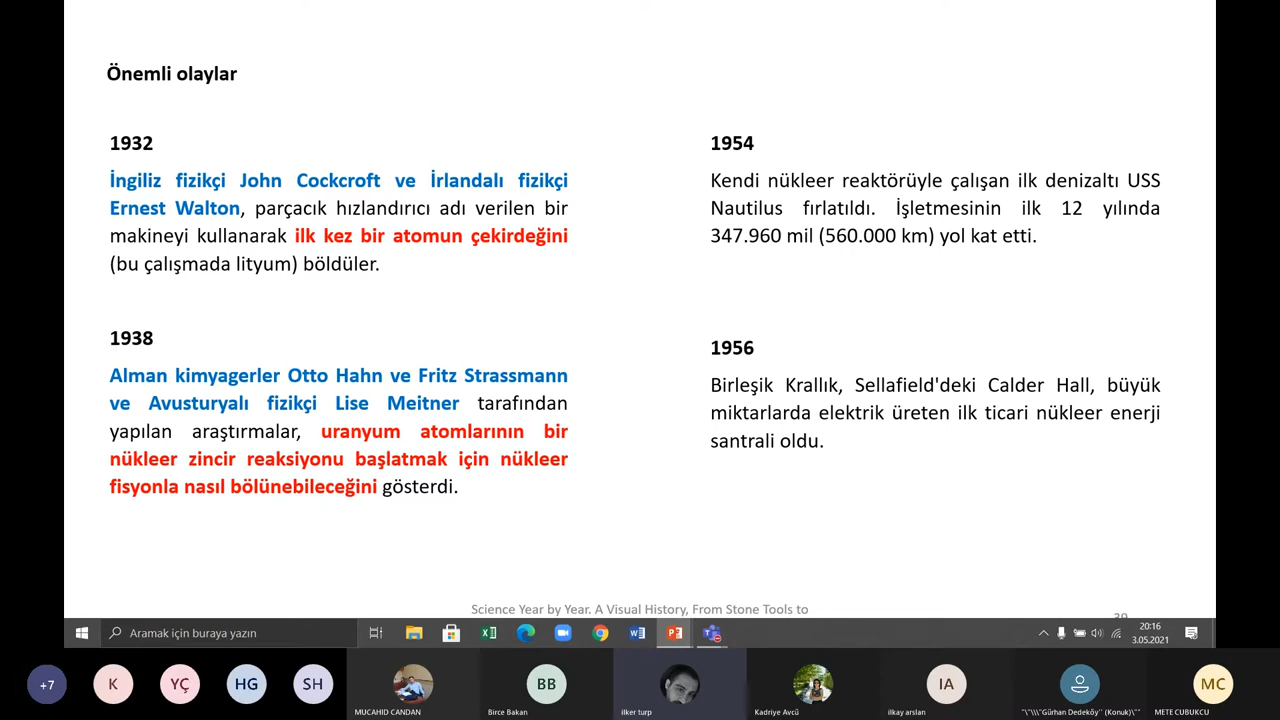 Önemli olaylar
1932
İngiliz fizikçi John Cockcroft ve İrlandalı fizikçi
Ernest Walton, parçacık hızlandırıcı adı verilen bir
makineyi kullanarak ilk kez bir atomun çekirdeğini
(bu çalışmada lityum) böldüler.
1938
Alman kimyagerler Otto Hahn ve Fritz Strassmann
ve Avusturyalı fizikçi Lise Meitner tarafından
yapılan araştırmalar, uranyum atomlarının bir
nükleer zincir reaksiyonu başlatmak için nükleer
fisyonla nasıl bölünebileceğini gösterdi.
1954
Kendi nükleer reaktörüyle çalışan ilk denizaltı USS
Nautilus fırlatıldı. İşletmesinin ilk 12 yılında
347.960 mil (560.000 km) yol kat etti.
1956
Birleşik Krallık, Sellafield'deki Calder Hall, büyük
miktarlarda elektrik üreten ilk ticari nükleer enerji
santrali oldu.
Science Year by Year. A Visual History, From Stone Tools to
Aramak için buraya yazın
20:16
3.05.2021
+7
K
YÇ
HG
SH
MUCAHID CANDAN
BB
Birce Bakan
ilker turp
Kadriye Avcü
IA
ilkay arslan
"\"\\\"Gürhan Dedeköy" (Konuk)\""
MC
METE CUBUKCU